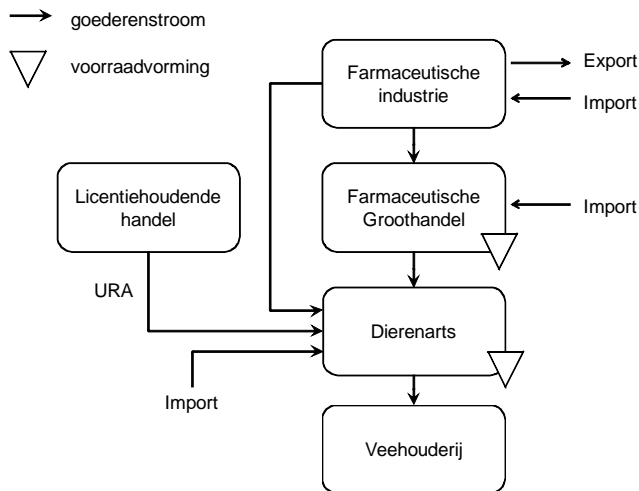 goederenstroom
voorraadvorming
Farmaceutische
industrie
Export
Import
Licentiehoudende
handel
Farmaceutische
Groothandel
Import
URA
Dierenarts
Import
Veehouderij